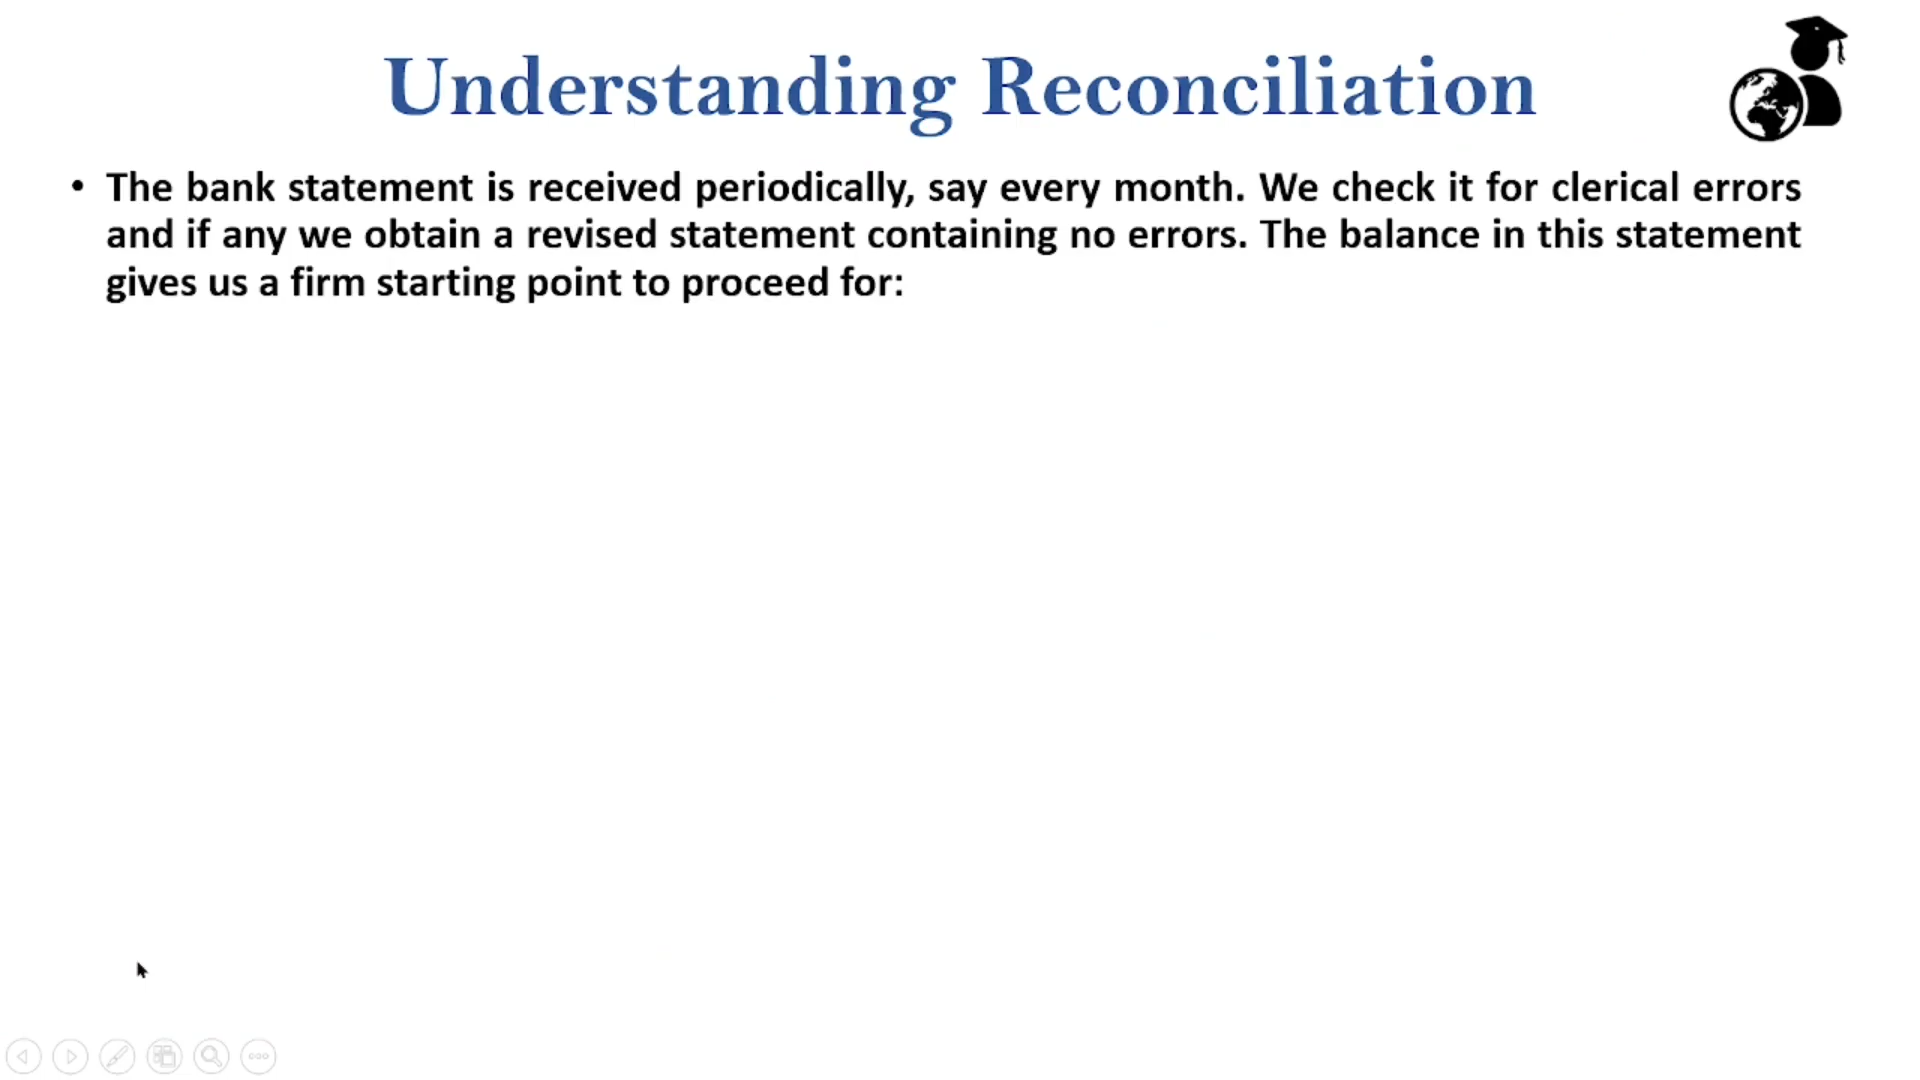 Understanding Reconciliation
• The bank statement is received periodically, say every month. We check it for clerical errors
and if any we obtain a revised statement containing no errors. The balance in this statement
gives us a firm starting point to proceed for: